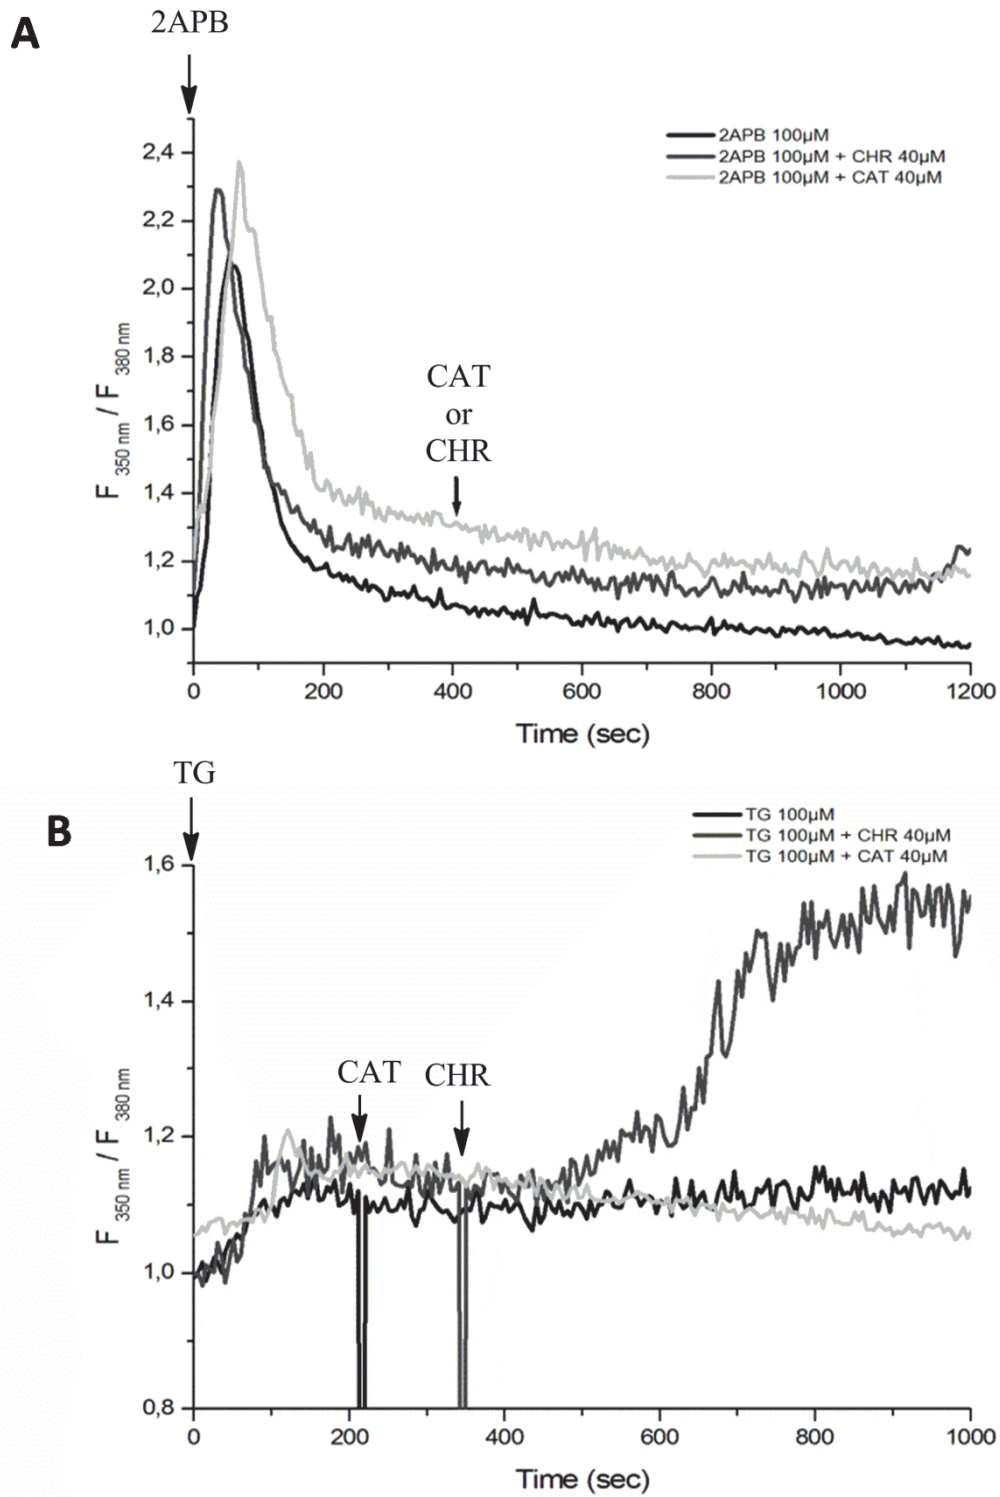 A
2APB
2APB 100µM
2APB 100µM + CHR 40µM
2APB 100µM + CAT 40µM
2,4
2,2
2,0
1,8
1,6
1,4
1,2
1,0
F 350 nm / F 380 nm
CAT
or
CHR
0 200 400 600 800 1000 1200
Time (sec)
B
TG
TG 100µM
TG 100µM + CHR 40µM
TG 100µM + CAT 40µM
1,6
1,4
1,2
1,0
0,8
F 350 nm / F 380 nm
CAT CHR
0 200 400 600 800 1000
Time (sec)